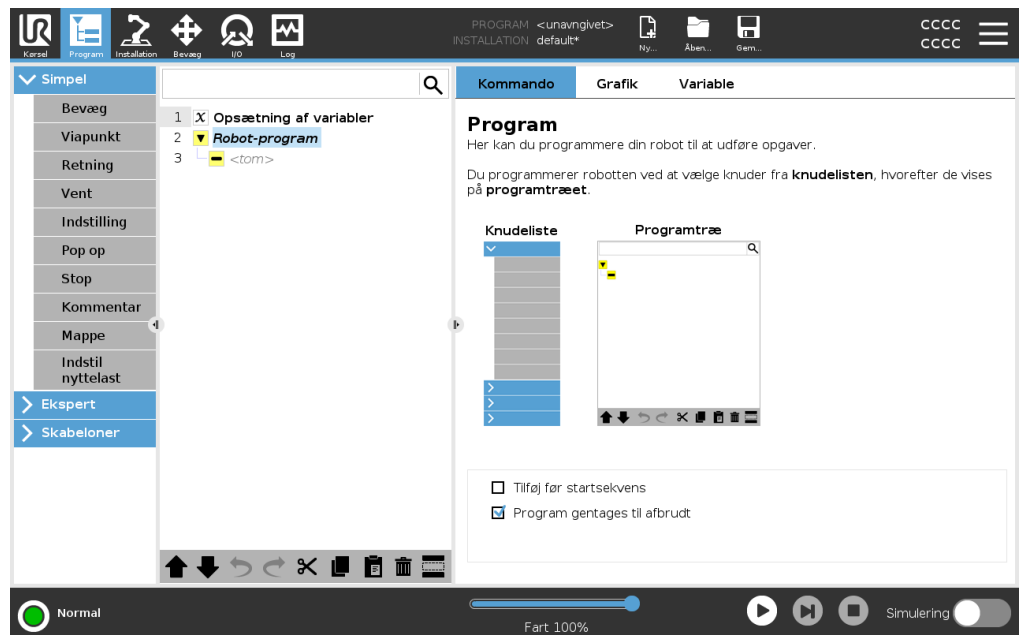 PROGRAM <unavngivet>
INSTALLATION default*
Kørsel
Program
Installation
Bevæg
I/O
Log
Ny...
Åben...
Gem...
CCCC
CCCC
Simpel
Bevæg
Viapunkt
Retning
Vent
Indstilling
Pop op
Stop
Kommentar
Mappe
Indstil
nyttelast
Ekspert
Skabeloner
1 X Opsætning af variabler
2 Robot-program
3 <tom>
Kommando
Grafik
Variable
Program
Her kan du programmere din robot til at udføre opgaver.
Du programmerer robotten ved at vælge knuder fra knudelisten, hvorefter de vises
på programtræet.
Knudeliste
Programtræ
Tilføj før startsekvens
Program gentages til afbrudt
Normal
Fart 100%
Simulering